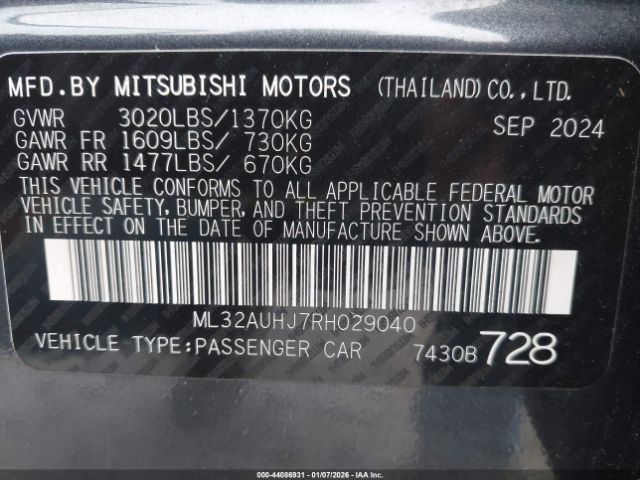 MFD.BY MITSUBISHI MOTORS (THAILAND) CO., LTD.
GVWR 3020LBS/1370KG SEP 2024
GAWR FR 1609LBS/ 730KG
GAWR RR 1477LBS/ 670KG
THIS VEHICLE CONFORMS TO ALL APPLICABLE FEDERAL MOTOR
VEHICLE SAFETY, BUMPER, AND THEFT PREVENTION STANDARDS
IN EFFECT ON THE DATE OF MANUFACTURE SHOWN ABOVE.
ML32AUHJ7RH029040
VEHICLE TYPE:PASSENGER CAR 7430B 728
000-44086931 - 01/07/2026 - IAAI.CA